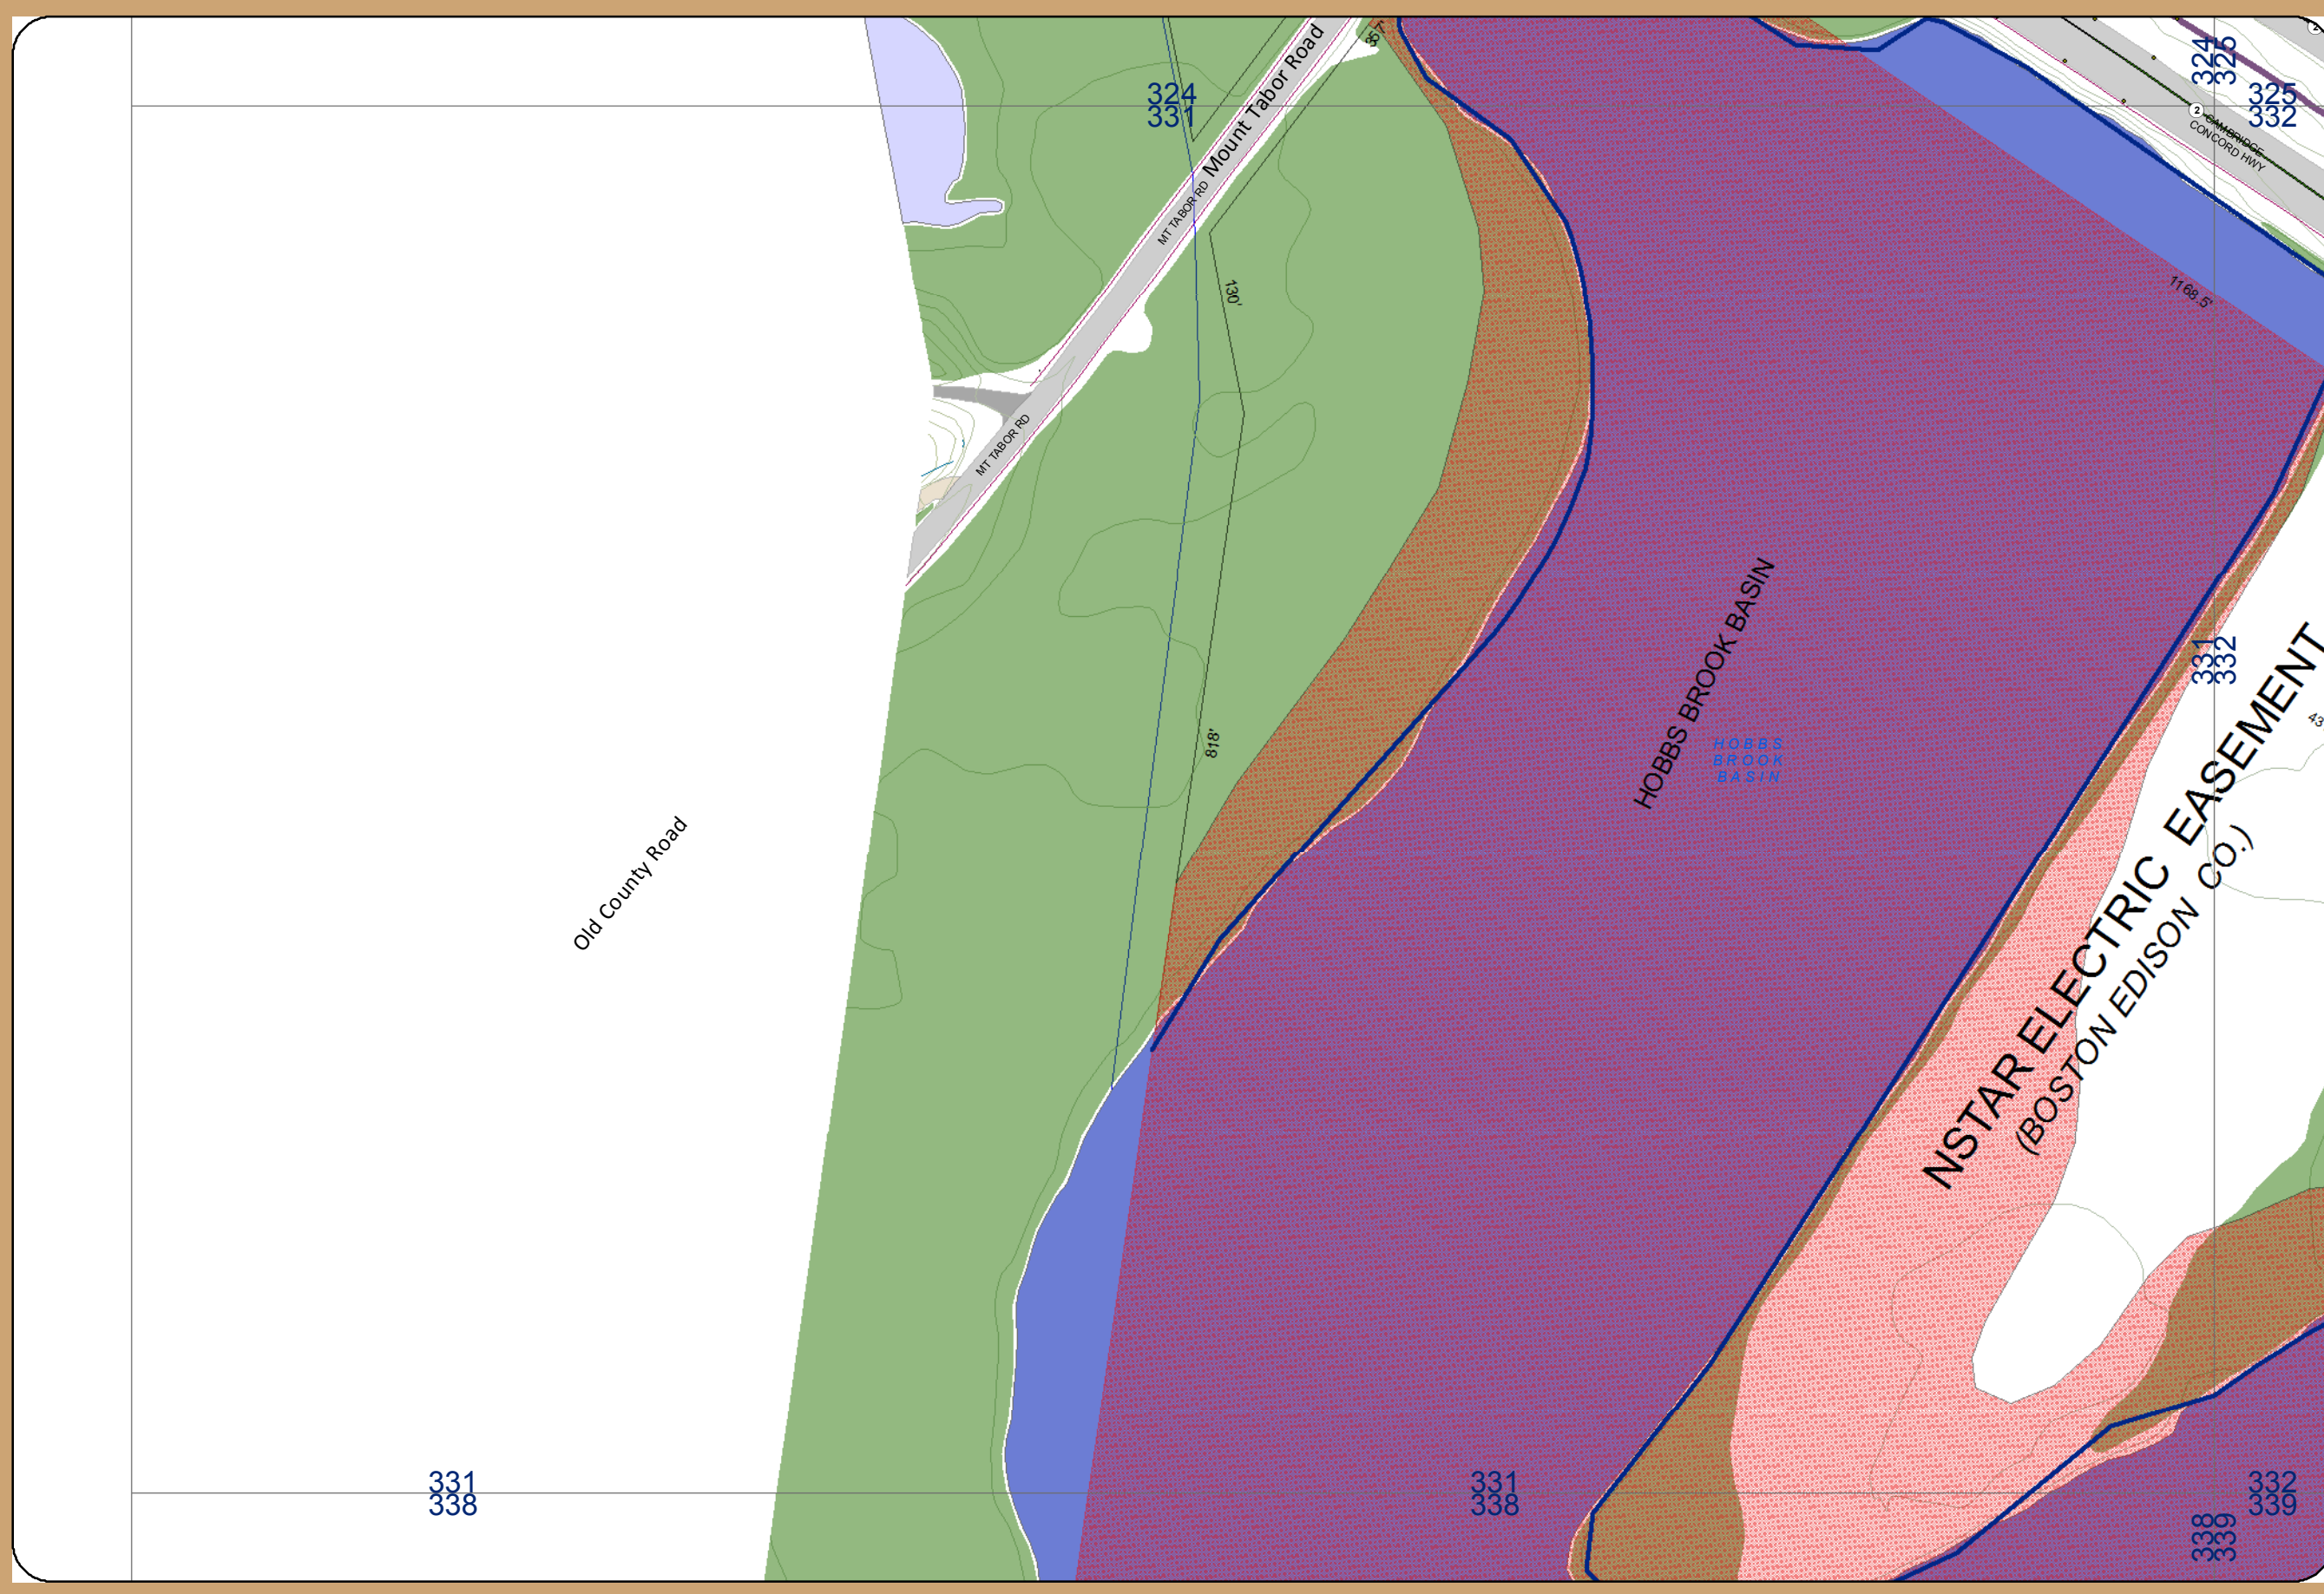 357'
324
325
324
331
Mount Tabor Road
325
332
2
CAMBRIDGE
CONCORD HWY
MT TABOR RD
130'
1168.5'
MT TABOR RD
HOBBS BROOK BASIN
331
332
NSTAR ELECTRIC EASEMENT
(BOSTON EDISON CO.)
818'
HOBBS
BROOK
BASIN
Old County Road
331
338
331
338
332
339
338
339